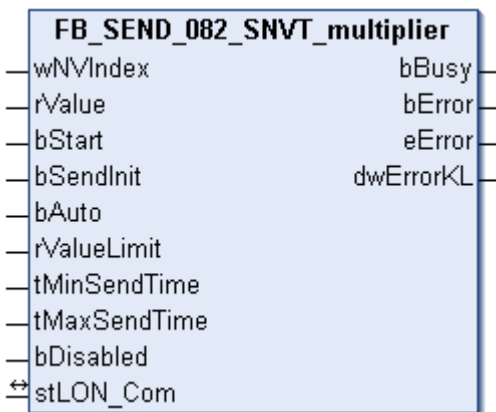 FB_SEND_082_SNVT_multiplier
wNVIndex bBusy
rValue bError
bStart eError
bSendInit dwErrorKL
bAuto
rValueLimit
tMinSendTime
tMaxSendTime
bDisabled
stLON_Com